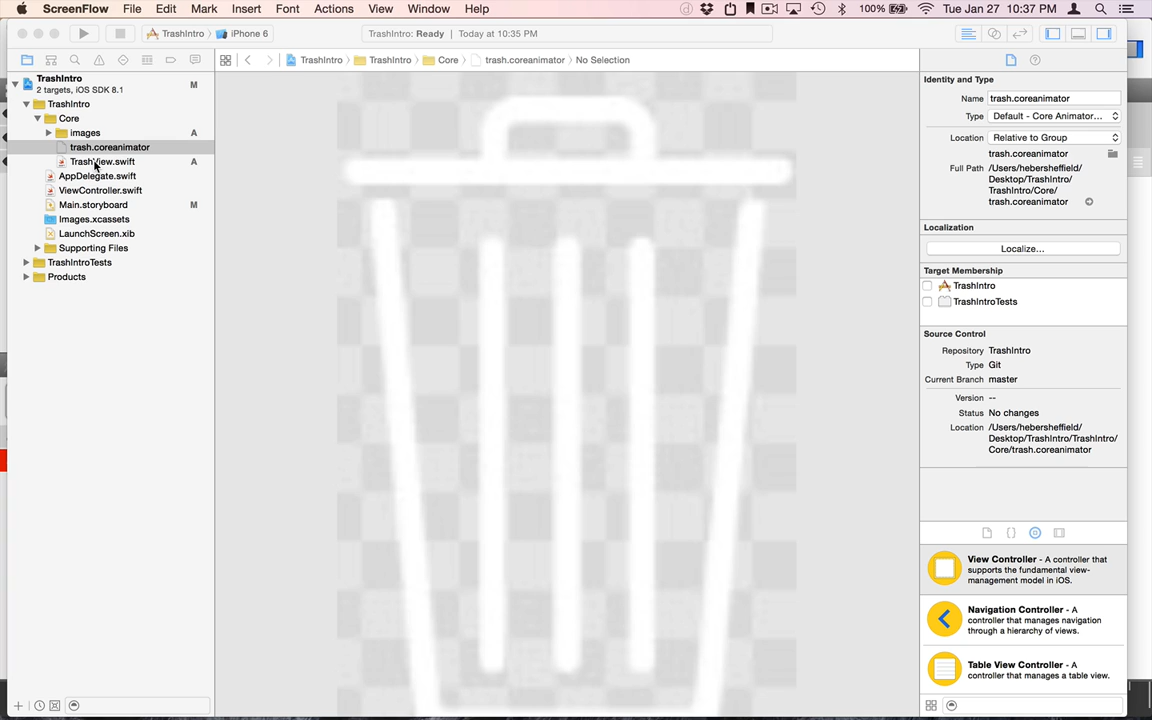 ScreenFlow File Edit Mark Insert Font Actions View Window Help 100% Tue Jan 27 10:37 PM
TrashIntro iPhone 6 TrashIntro: Ready | Today at 10:35 PM
TrashIntro TrashIntro Core trash.coreanimator No Selection
TrashIntro M
2 targets, iOS SDK 8.1
TrashIntro
Core
images A
trash.coreanimator
TrashView.swift A
AppDelegate.swift
ViewController.swift
Main.storyboard M
Images.xcassets
LaunchScreen.xib
Supporting Files
TrashIntroTests
Products
Identity and Type
Name trash.coreanimator
Type Default - Core Animator...
Location Relative to Group
trash.coreanimator
Full Path /Users/hebersheffield/
Desktop/TrashIntro/
TrashIntro/Core/
trash.coreanimator
Localization
Localize...
Target Membership
TrashIntro
TrashIntroTests
Source Control
Repository TrashIntro
Type Git
Current Branch master
Version --
Status No changes
Location /Users/hebersheffield/
Desktop/TrashIntro/TrashIntro/
Core/trash.coreanimator
View Controller - A controller that
supports the fundamental view-
management model in iOS.
Navigation Controller - A
controller that manages navigation
through a hierarchy of views.
Table View Controller - A
controller that manages a table view.